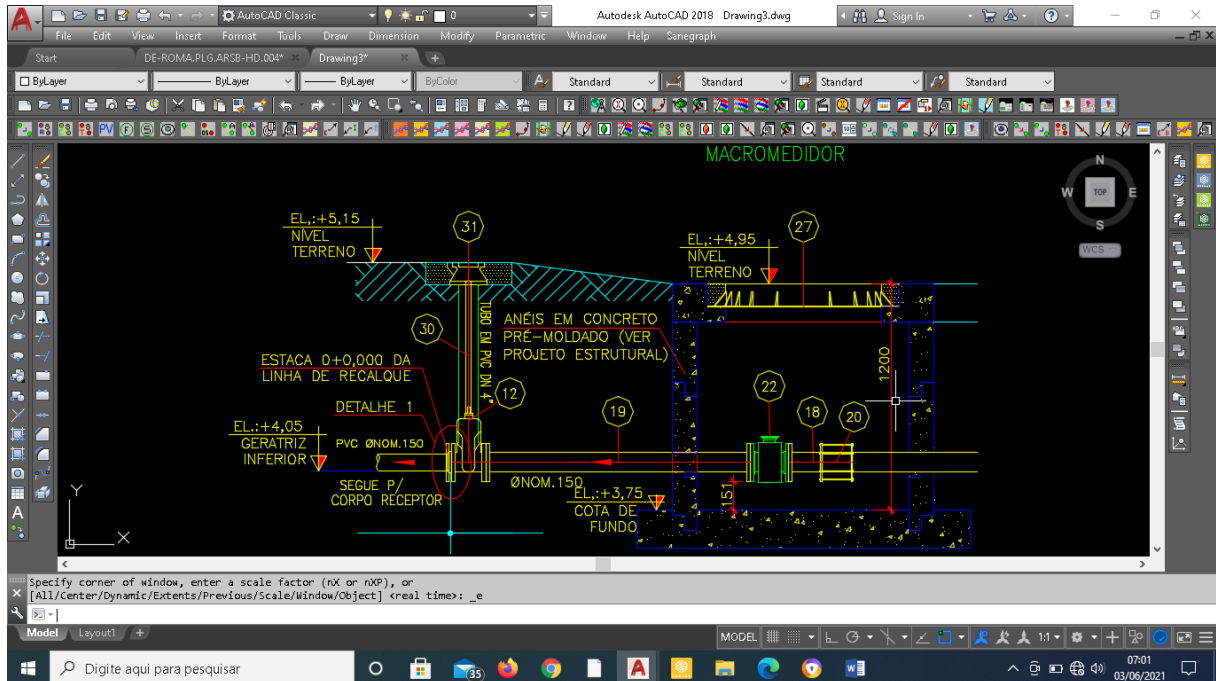 AutoCAD Classic
0
Autodesk AutoCAD 2018 Drawing3.dwg
Sign In
File Edit View Insert Format Tools Draw Dimension Modify Parametric Window Help Sanegraph
Start
DE-ROMA.PLG.ARSB-HD.004*
Drawing3*
ByLayer
ByLayer
ByLayer
ByColor
Standard
Standard
Standard
Standard
PV
MACROMEDIDOR
N
W
TOP
E
S
WCS
EL,:+5,15
NÍVEL
TERRENO
31
EL,:+4,95
NÍVEL
TERRENO
27
30
TUBO EM PVC DN 4"
ANÉIS EM CONCRETO
PRÉ-MOLDADO (VER
PROJETO ESTRUTURAL)
1200
ESTACA 0+0,000 DA
LINHA DE RECALQUE
12
22
DETALHE 1
19
18
20
EL.:+4,05
GERATRIZ
INFERIOR
PVC ØNOM.150
SEGUE P/
CORPO RECEPTOR
ØNOM.150
EL,:+3,75
COTA DE
FUNDO
151
Y
X
Specify corner of window, enter a scale factor (nX or nXP), or
[All/Center/Dynamic/Extents/Previous/Scale/Window/Object] <real time>: _e
Model Layout1 +
MODEL
1:1
Digite aqui para pesquisar
35
07:01
03/06/2021